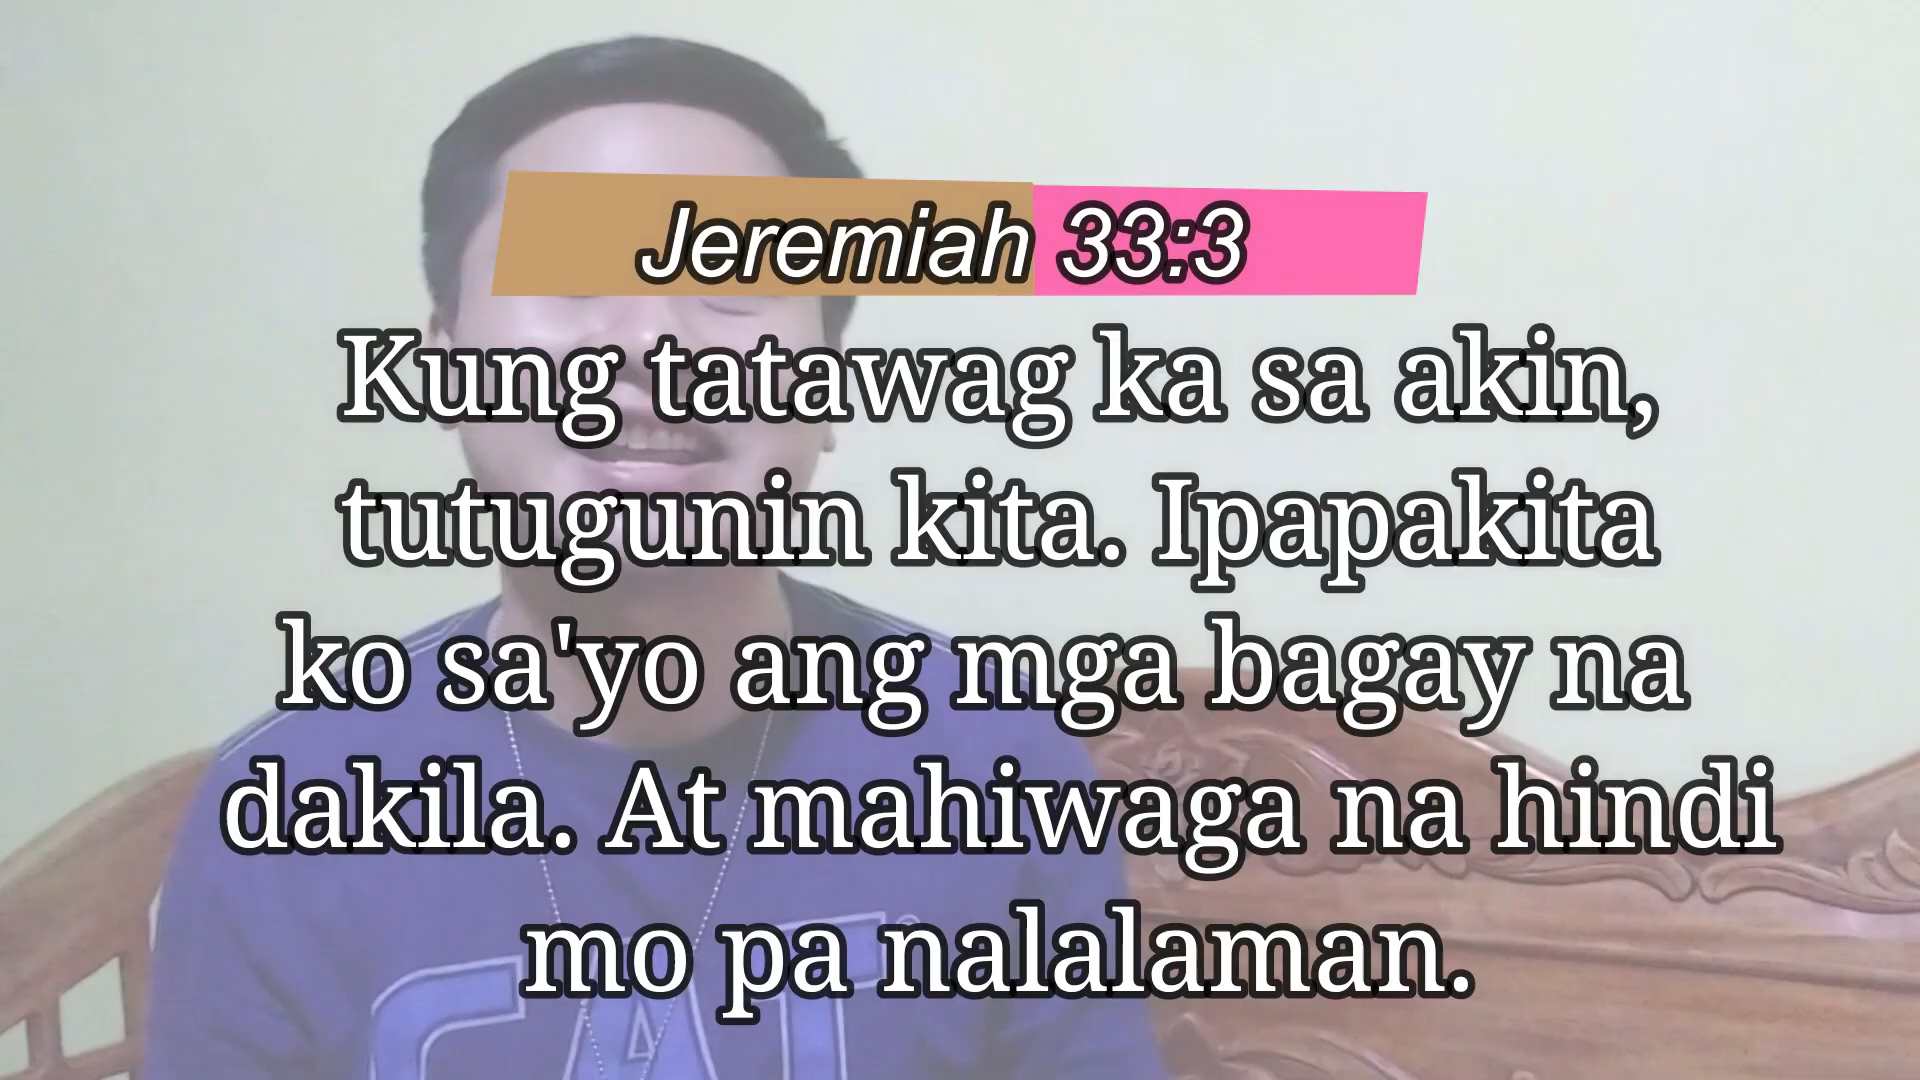 Jeremiah 33:3
Kung tatawag ka sa akin,
tutugunin kita. Ipapakita
ko sa'yo ang mga bagay na
dakila. At mahiwaga na hindi
mo pa nalalaman.